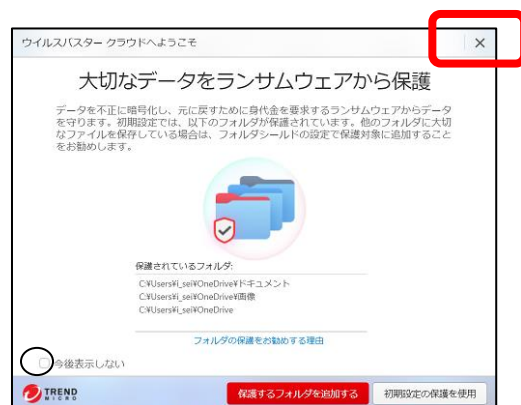 ウイルスバスター クラウドへようこそ
大切なデータをランサムウェアから保護
データを不正に暗号化し、元に戻すために身代金を要求するランサムウェアからデータ
を守ります。初期設定では、以下のフォルダが保護されています。他のフォルダに大切
なファイルを保存している場合は、フォルダシールドの設定で保護対象に追加すること
をお勧めします。
保護されているフォルダ:
C:¥Users¥i_sei¥OneDrive¥ドキュメント
C:¥Users¥i_sei¥OneDrive¥画像
C:¥Users¥i_sei¥OneDrive
フォルダの保護をお勧めする理由
今後表示しない
TREND
MICRO
保護するフォルダを追加する
初期設定の保護を使用